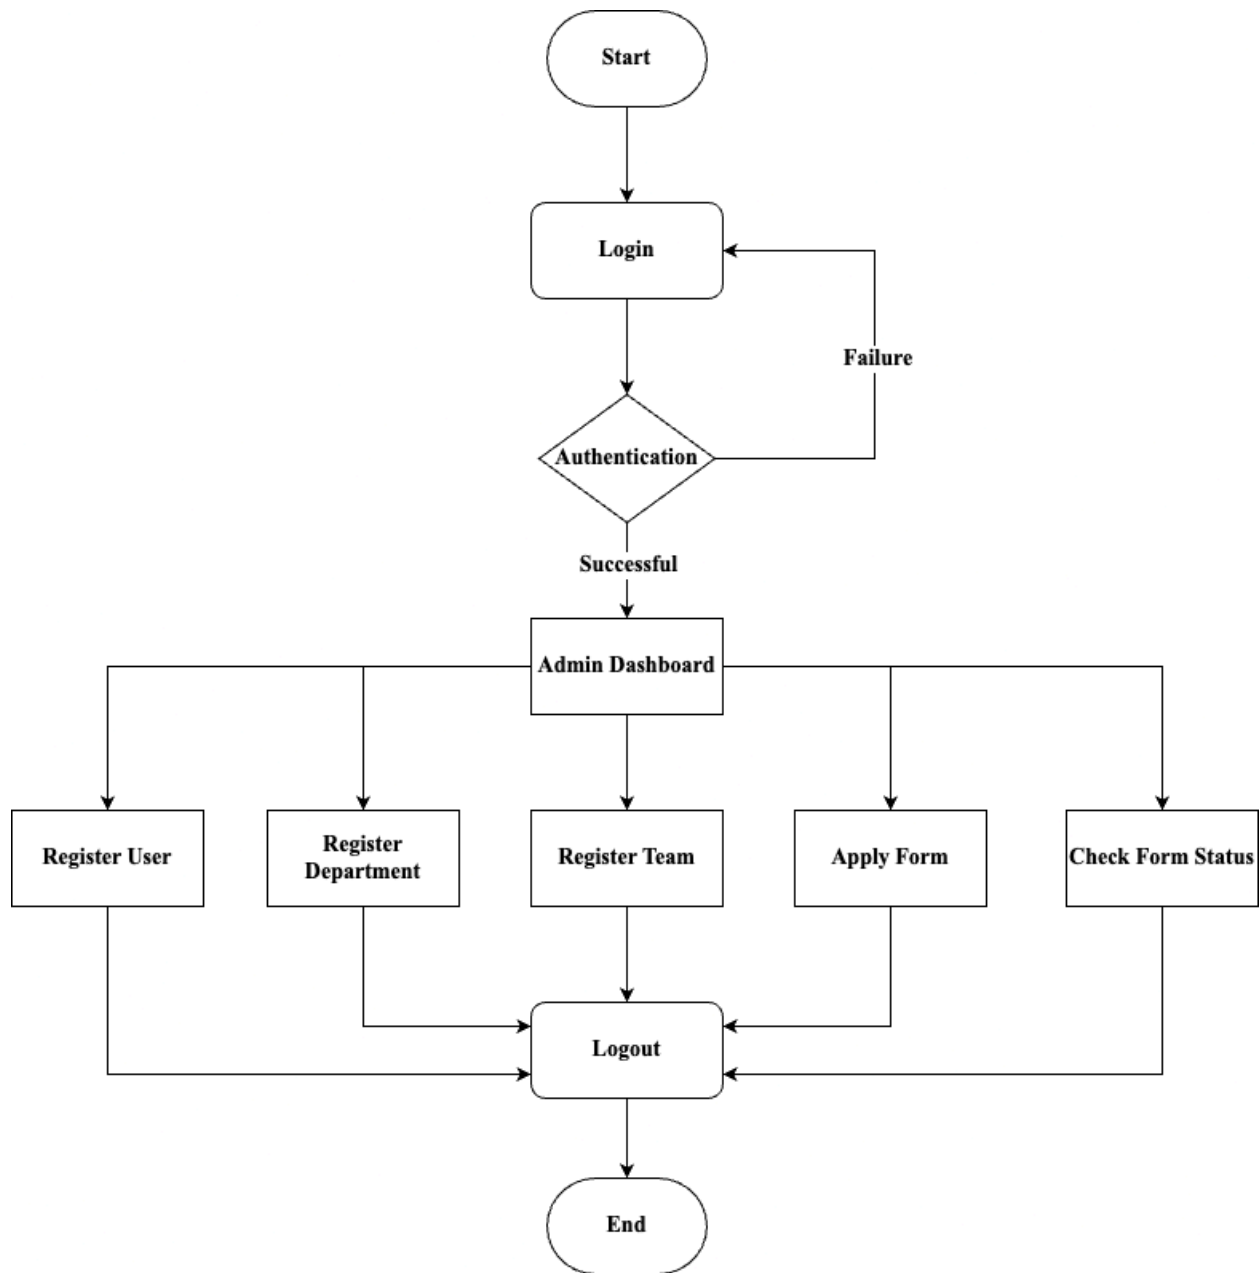 Start
Login
Failure
Authentication
Successful
Admin Dashboard
Register User
Register
Department
Register Team
Apply Form
Check Form Status
Logout
End